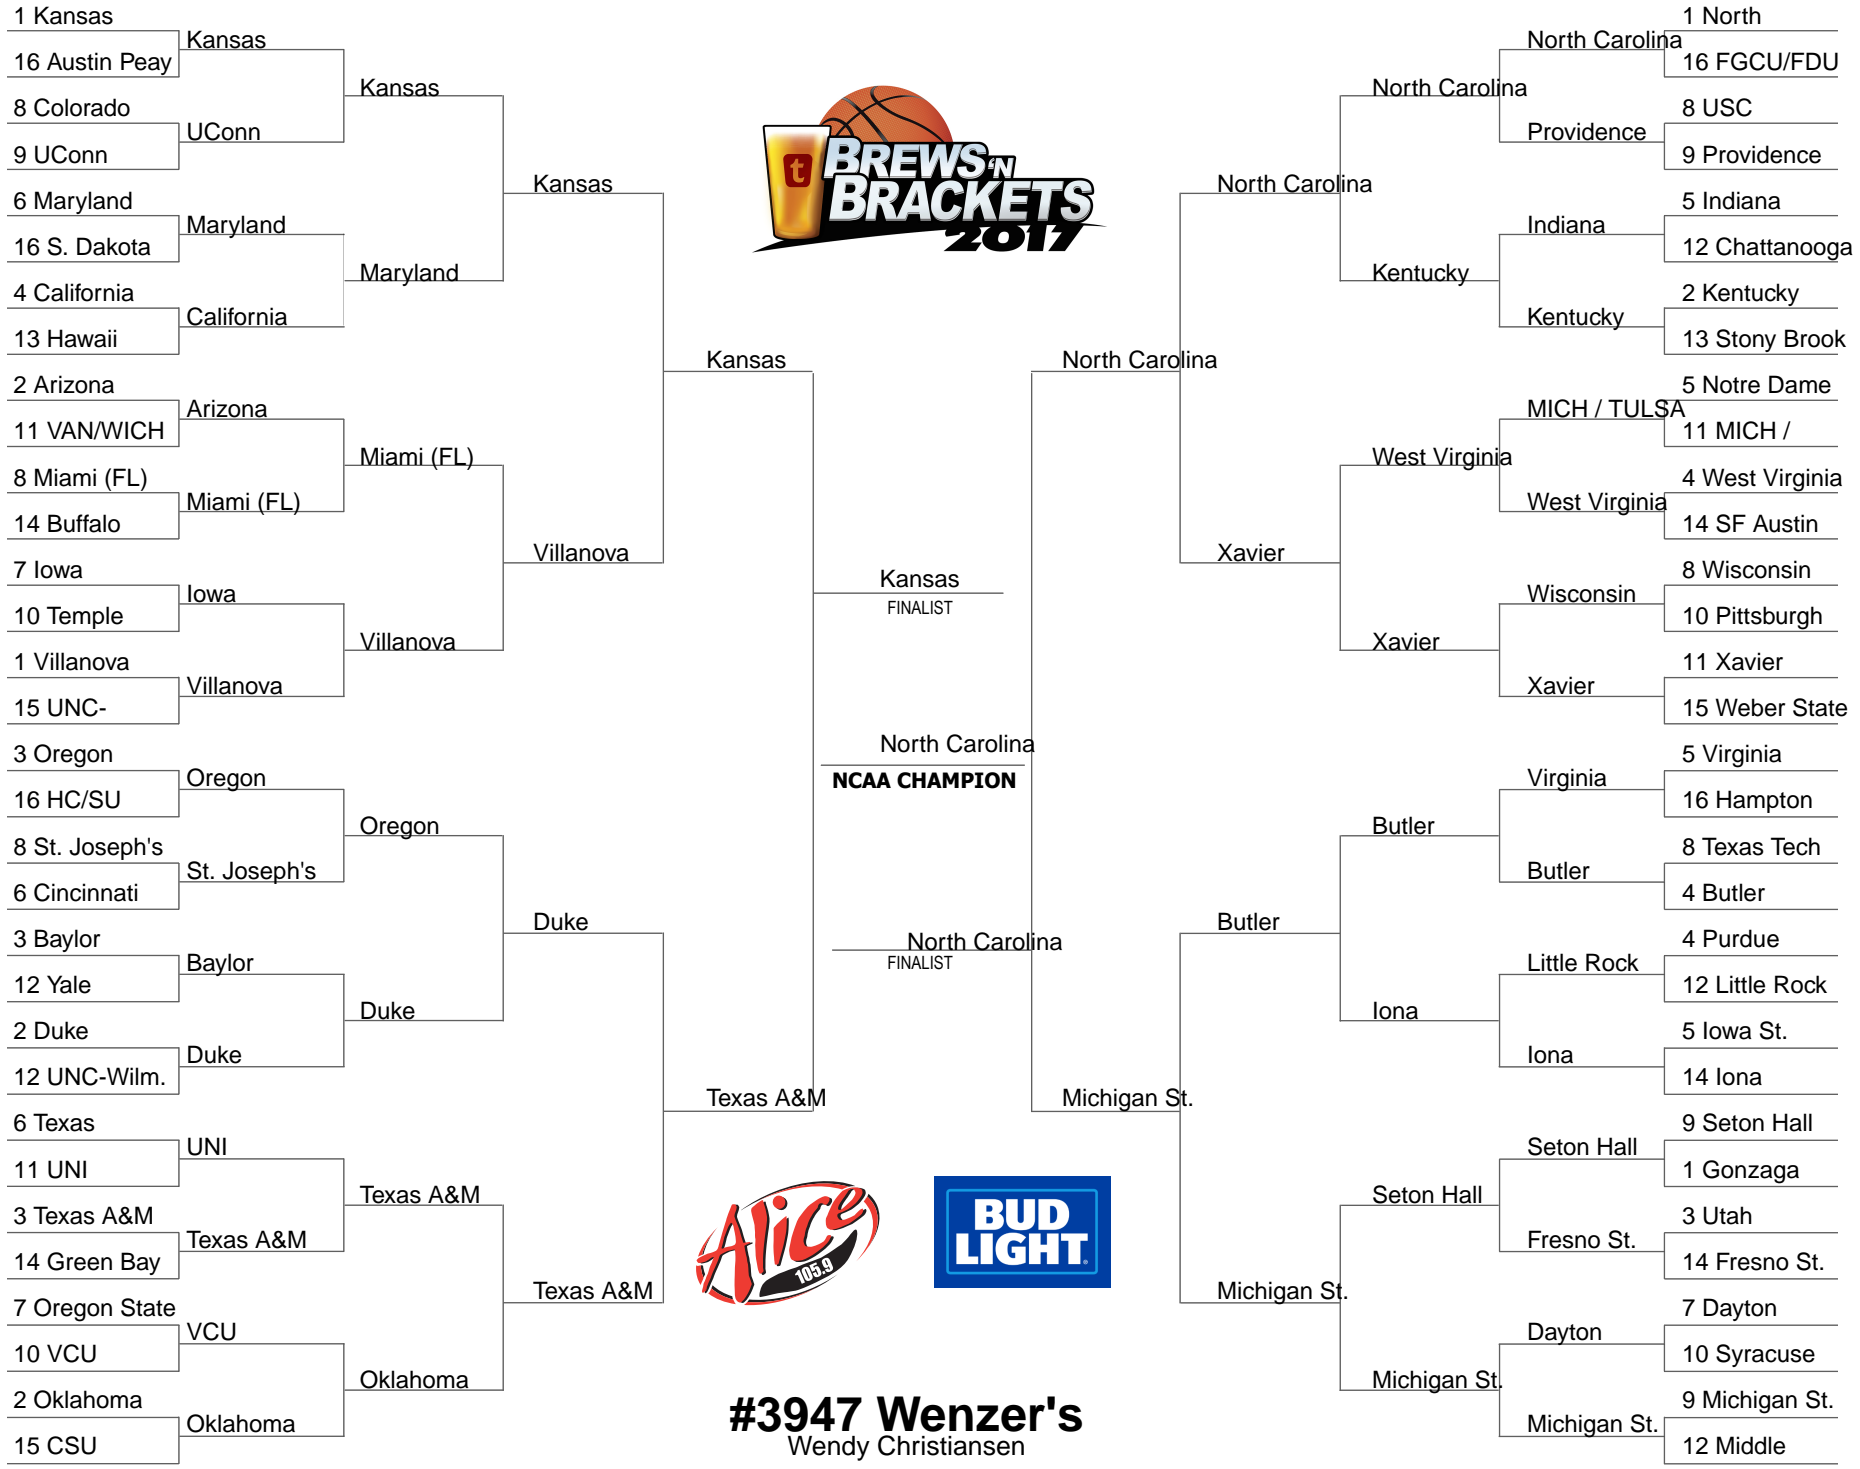 1 Kansas
16 Austin Peay
8 Colorado
9 UConn
6 Maryland
16 S. Dakota
4 California
13 Hawaii
2 Arizona
11 VAN/WICH
8 Miami (FL)
14 Buffalo
7 Iowa
10 Temple
1 Villanova
15 UNC-
3 Oregon
16 HC/SU
8 St. Joseph's
6 Cincinnati
3 Baylor
12 Yale
2 Duke
12 UNC-Wilm.
6 Texas
11 UNI
3 Texas A&M
14 Green Bay
7 Oregon State
10 VCU
2 Oklahoma
15 CSU
Kansas
UConn
Maryland
California
Arizona
Miami (FL)
Iowa
Villanova
Oregon
St. Joseph's
Baylor
Duke
UNI
Texas A&M
VCU
Oklahoma
Kansas
Maryland
Miami (FL)
Villanova
Oregon
Duke
Texas A&M
Oklahoma
Kansas
Villanova
Duke
Texas A&M
Kansas
Texas A&M
t
BREWS 'N
BRACKETS
2017
Kansas
FINALIST
North Carolina
NCAA CHAMPION
North Carolina
FINALIST
Alice
105.9
BUD
LIGHT
#3947 Wenzer's
Wendy Christiansen
North Carolina
Michigan St.
North Carolina
Xavier
Butler
Michigan St.
North Carolina
Kentucky
West Virginia
Xavier
Butler
Iona
Seton Hall
Michigan St.
North Carolina
Providence
Indiana
Kentucky
MICH / TULSA
West Virginia
Wisconsin
Xavier
Virginia
Butler
Little Rock
Iona
Seton Hall
Fresno St.
Dayton
Michigan St.
1 North
16 FGCU/FDU
8 USC
9 Providence
5 Indiana
12 Chattanooga
2 Kentucky
13 Stony Brook
5 Notre Dame
11 MICH /
4 West Virginia
14 SF Austin
8 Wisconsin
10 Pittsburgh
11 Xavier
15 Weber State
5 Virginia
16 Hampton
8 Texas Tech
4 Butler
4 Purdue
12 Little Rock
5 Iowa St.
14 Iona
9 Seton Hall
1 Gonzaga
3 Utah
14 Fresno St.
7 Dayton
10 Syracuse
9 Michigan St.
12 Middle